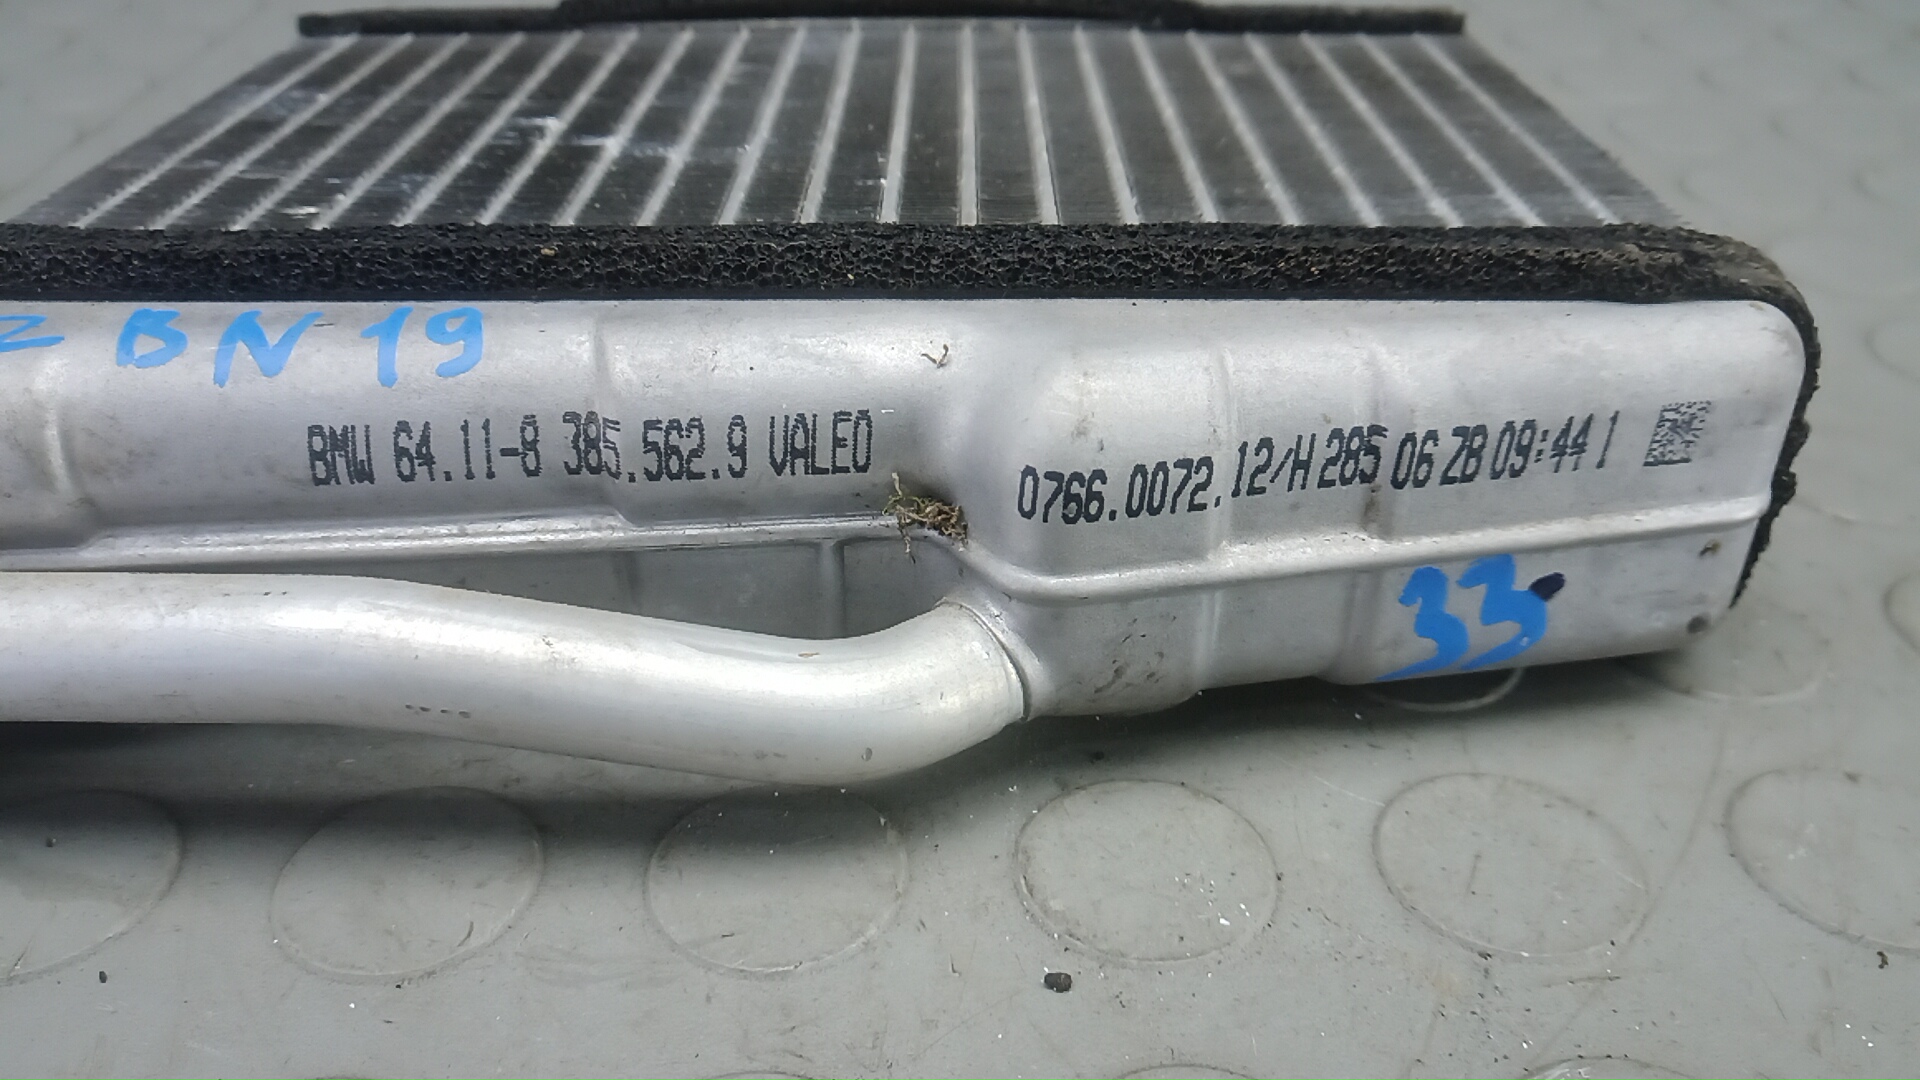 Z BN 19
BMW 64.11-8 385.562.9 VALEO
0766.0072.12/H 285 06 ZB 09:44 1
33.